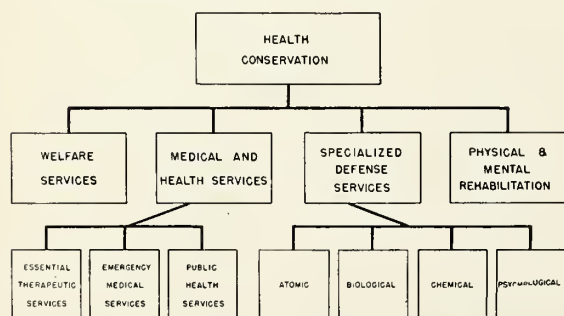 HEALTH
CONSERVATION
WELFARE
SERVICES
MEDICAL AND
HEALTH SERVICES
SPECIALIZED
DEFENSE
SERVICES
PHYSICAL &
MENTAL
REHABILITATION
ESSENTIAL
THERAPEUTIC
SERVICES
EMERGENCY
MEDICAL
SERVICES
PUBLIC
HEALTH
SERVICES
ATOMIC
BIOLOGICAL
CHEMICAL
PSYCHOLOGICAL